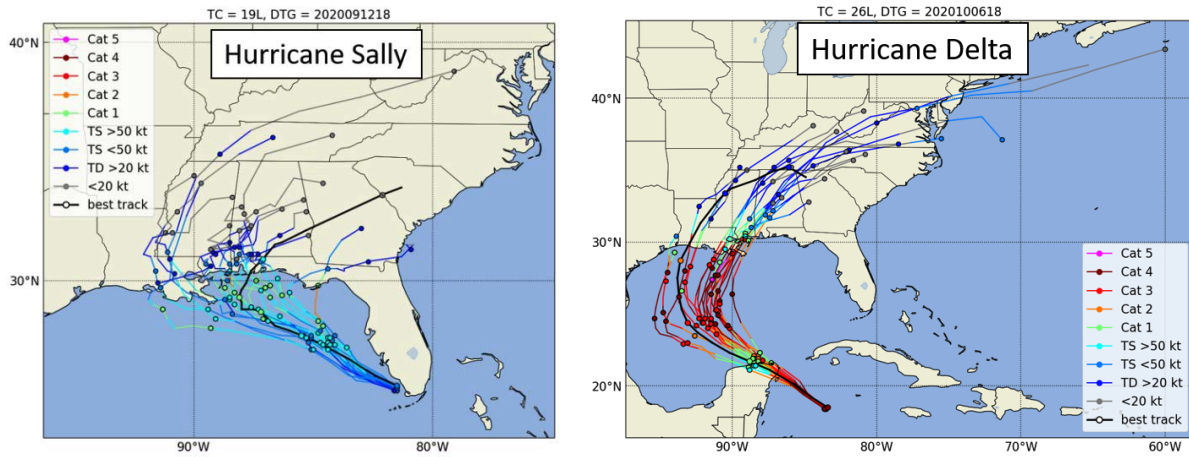 TC = 19L, DTG = 2020091218
Hurricane Sally
40°N
30°N
90°W
80°W
Cat 5
Cat 4
Cat 3
Cat 2
Cat 1
TS >50 kt
TS <50 kt
TD >20 kt
<20 kt
best track
TC = 26L, DTG = 2020100618
Hurricane Delta
40°N
30°N
20°N
90°W
80°W
70°W
60°W
Cat 5
Cat 4
Cat 3
Cat 2
Cat 1
TS >50 kt
TS <50 kt
TD >20 kt
<20 kt
best track